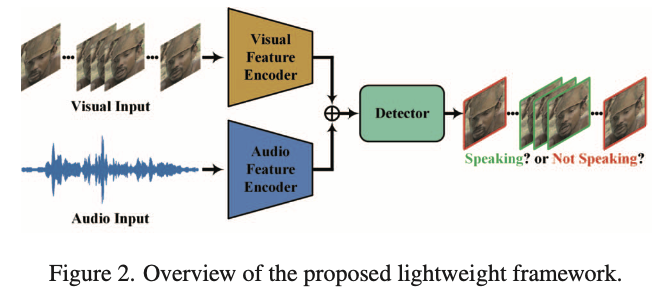 Visual Input
Visual
Feature
Encoder
Audio Input
Audio
Feature
Encoder
Detector
Speaking? or Not Speaking?
Figure 2. Overview of the proposed lightweight framework.